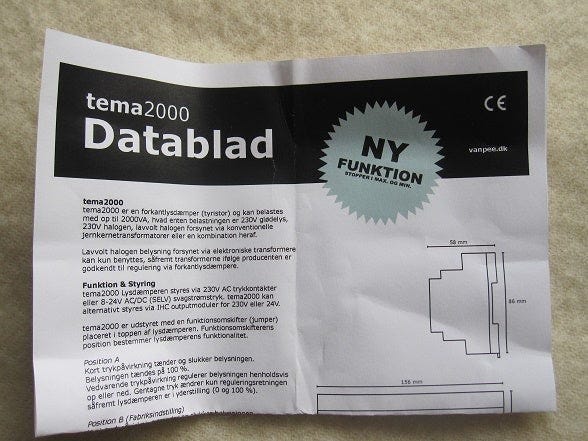 tema2000
Datablad
NY
FUNKTION
STOPPER I MAX. OG MIN.
CE
vanpee.dk
tema2000
tema2000 er en forkantlysdæmper (tyristor) og kan belastes
med op til 2000VA, hvad enten belastningen er 230V glødelys,
230V halogen, lavvolt halogen forsynet via konventionelle
jernkernetransformatorer eller en kombination heraf.
Lavvolt halogen belysning forsynet via elektroniske transformere
kan kun benyttes, såfremt transformerne ifølge producenten er
godkendt til regulering via forkantlysdæmpere.
Funktion & Styring
tema2000 Lysdæmperen styres via 230V AC trykkontakter
eller 8-24V AC/DC (SELV) svagstrømstryk. tema2000 kan
alternativt styres via IHC outputmoduler for 230V eller 24V.
tema2000 er udstyret med en funktionsomskifter (jumper)
placeret i toppen af lysdæmperen. Funktionsomskifterens
position bestemmer lysdæmperens funktionalitet.
Position A
Kort trykpåvirkning tænder og slukker belysningen.
Belysningen tændes på 100 %.
Vedvarende trykpåvirkning regulerer belysningen henholdsvis
op eller ned. Gentagne tryk ændrer kun reguleringsretningen
såfremt lysdæmperen er i yderstilling (0 og 100 %).
Position B (Fabriksindstilling)
58 mm
86 mm
156 mm